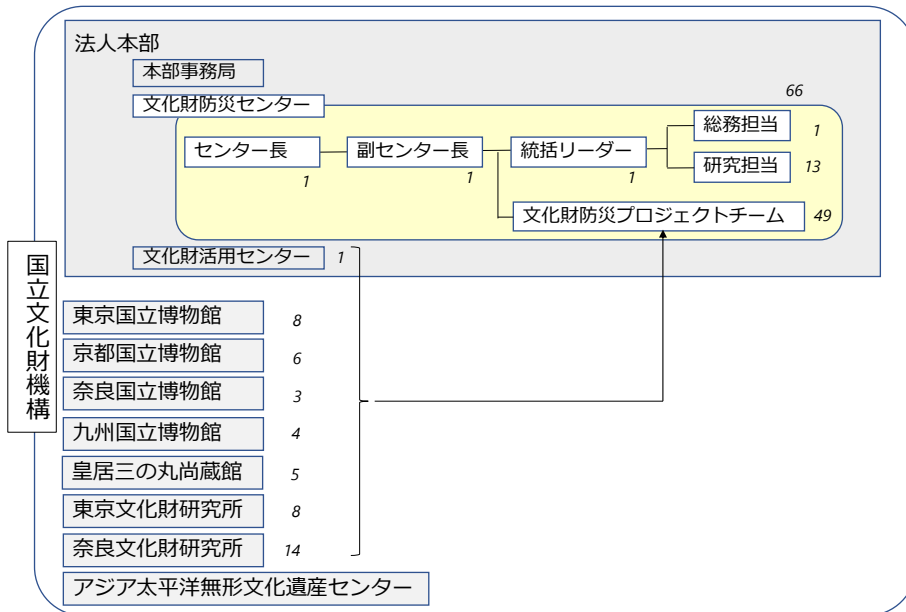 法人本部
本部事務局
文化財防災センター
66
センター長
1
副センター長
1
統括リーダー
1
総務担当
1
研究担当
13
文化財防災プロジェクトチーム
49
文化財活用センター
1
国立文化財機構
東京国立博物館
8
京都国立博物館
6
奈良国立博物館
3
九州国立博物館
4
皇居三の丸尚蔵館
5
東京文化財研究所
8
奈良文化財研究所
14
アジア太平洋無形文化遺産センター